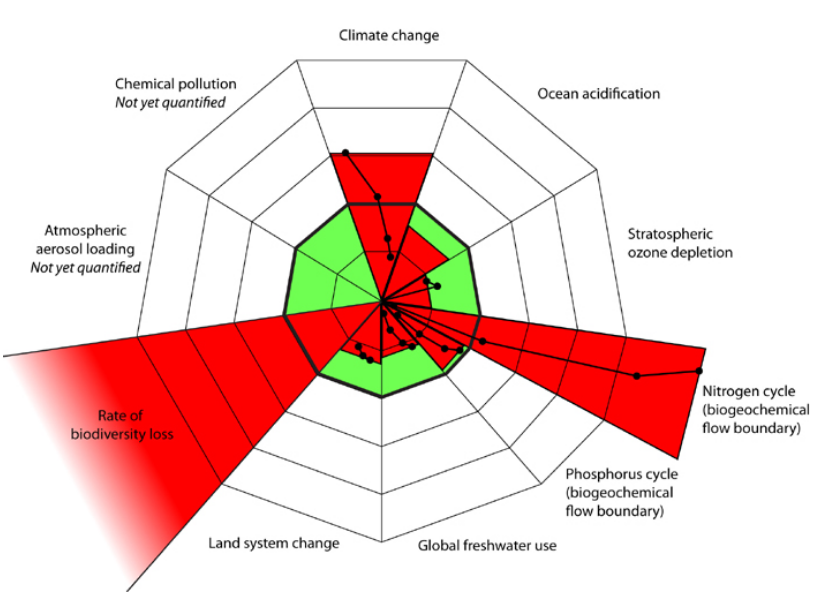 Climate change
Chemical pollution
Not yet quantified
Ocean acidification
Atmospheric
aerosol loading
Not yet quantified
Stratospheric
ozone depletion
Rate of
biodiversity loss
Nitrogen cycle
(biogeochemical
flow boundary)
Phosphorus cycle
(biogeochemical
flow boundary)
Land system change
Global freshwater use